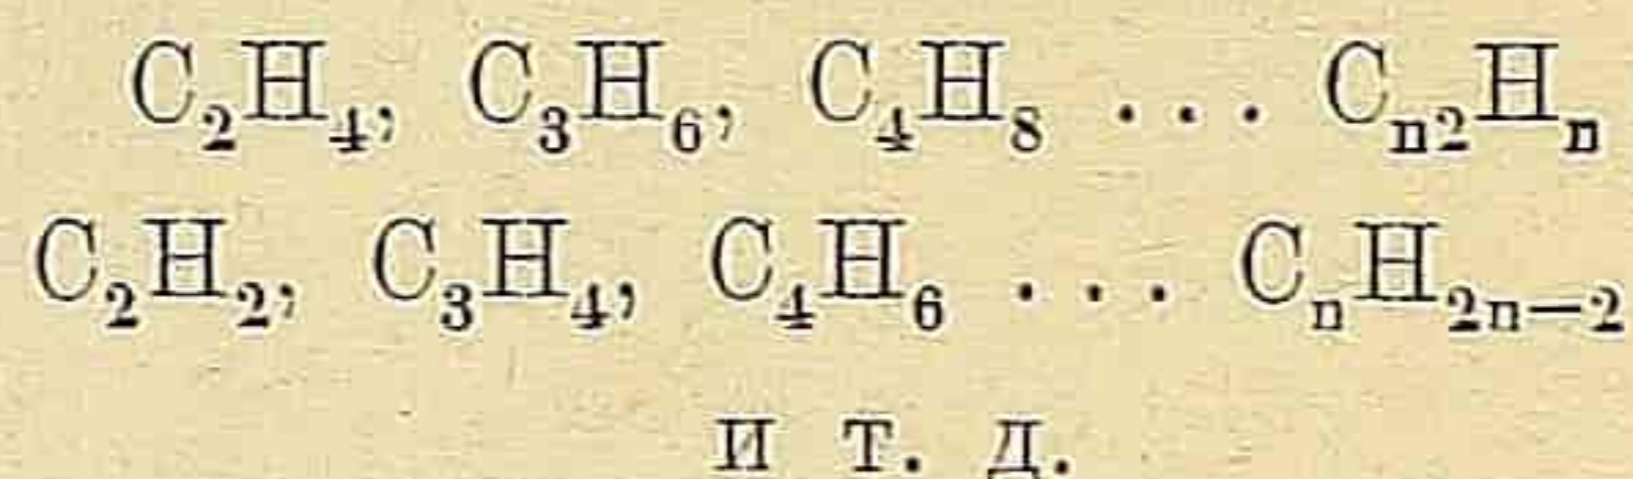 C₂H₄, C₃H₆, C₄H₈ . . . Cₙ₂Hₙ
C₂H₂, C₃H₄, C₄H₆ . . . CₙH₂ₙ₋₂
и т. д.